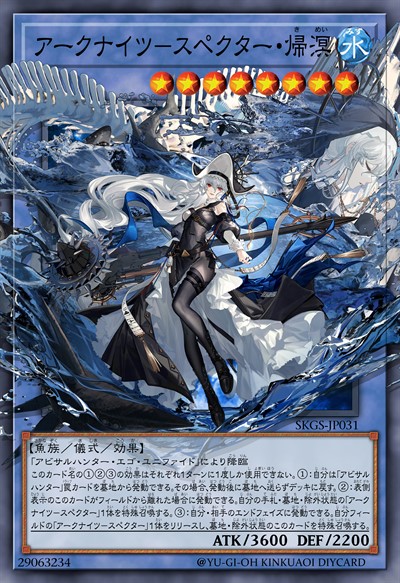 アークナイツ－スペクター・帰溟
水
SKGS-JP031
【魚族／儀式／効果】
「アビサルハンター・エゴ・ユニファイド」により降臨
このカード名の①②③の効果はそれぞれ1ターンに1度しか使用できない。①：自分は「アビサル
ハンター」罠カードを墓地から発動できる。その場合、発動後に墓地へ送らずデッキに戻す。②：表側
表示のこのカードがフィールドから離れた場合に発動できる。自分の手札・墓地・除外状態の「アーク
ナイツ－スペクター」1体を特殊召喚する。③：自分・相手のエンドフェイズに発動できる。自分フィール
ドの「アークナイツ－スペクター」1体をリリースし、墓地・除外状態のこのカードを特殊召喚する。
ATK/3600 DEF/2200
29063234
@YU-GI-OH KINKUAOI DIYCARD